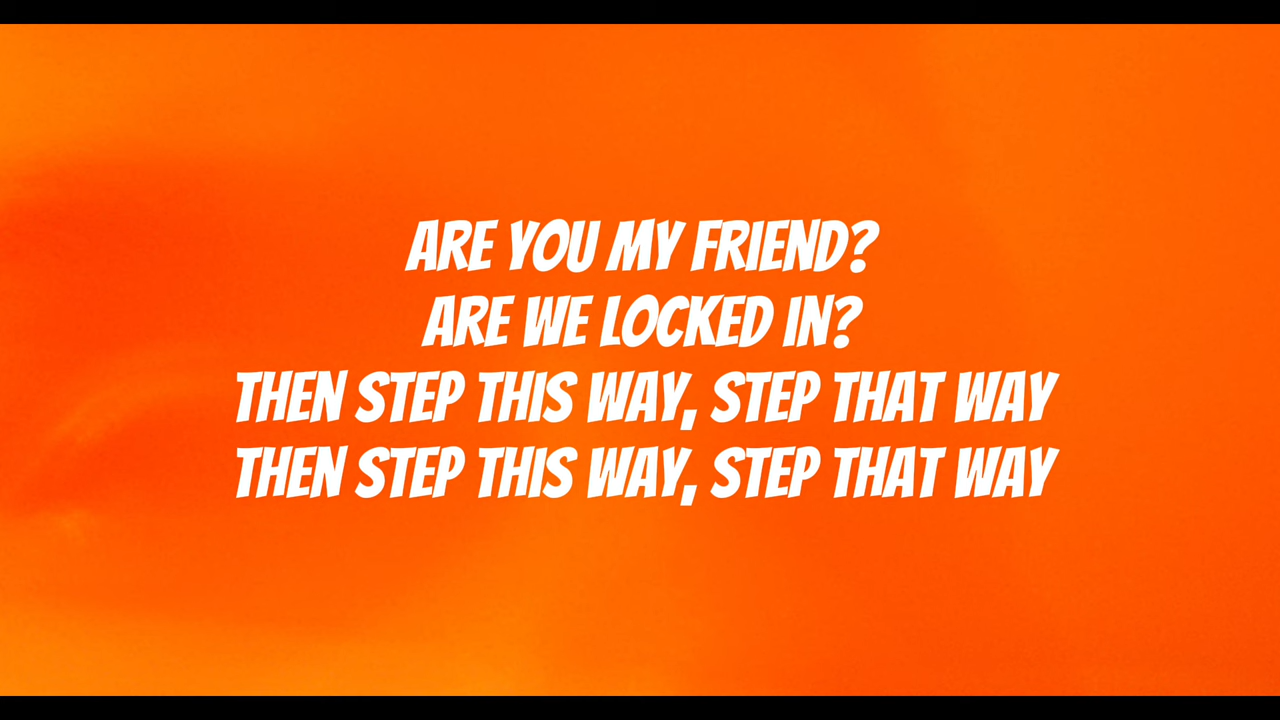 ARE YOU MY FRIEND?
ARE WE LOCKED IN?
THEN STEP THIS WAY, STEP THAT WAY
THEN STEP THIS WAY, STEP THAT WAY